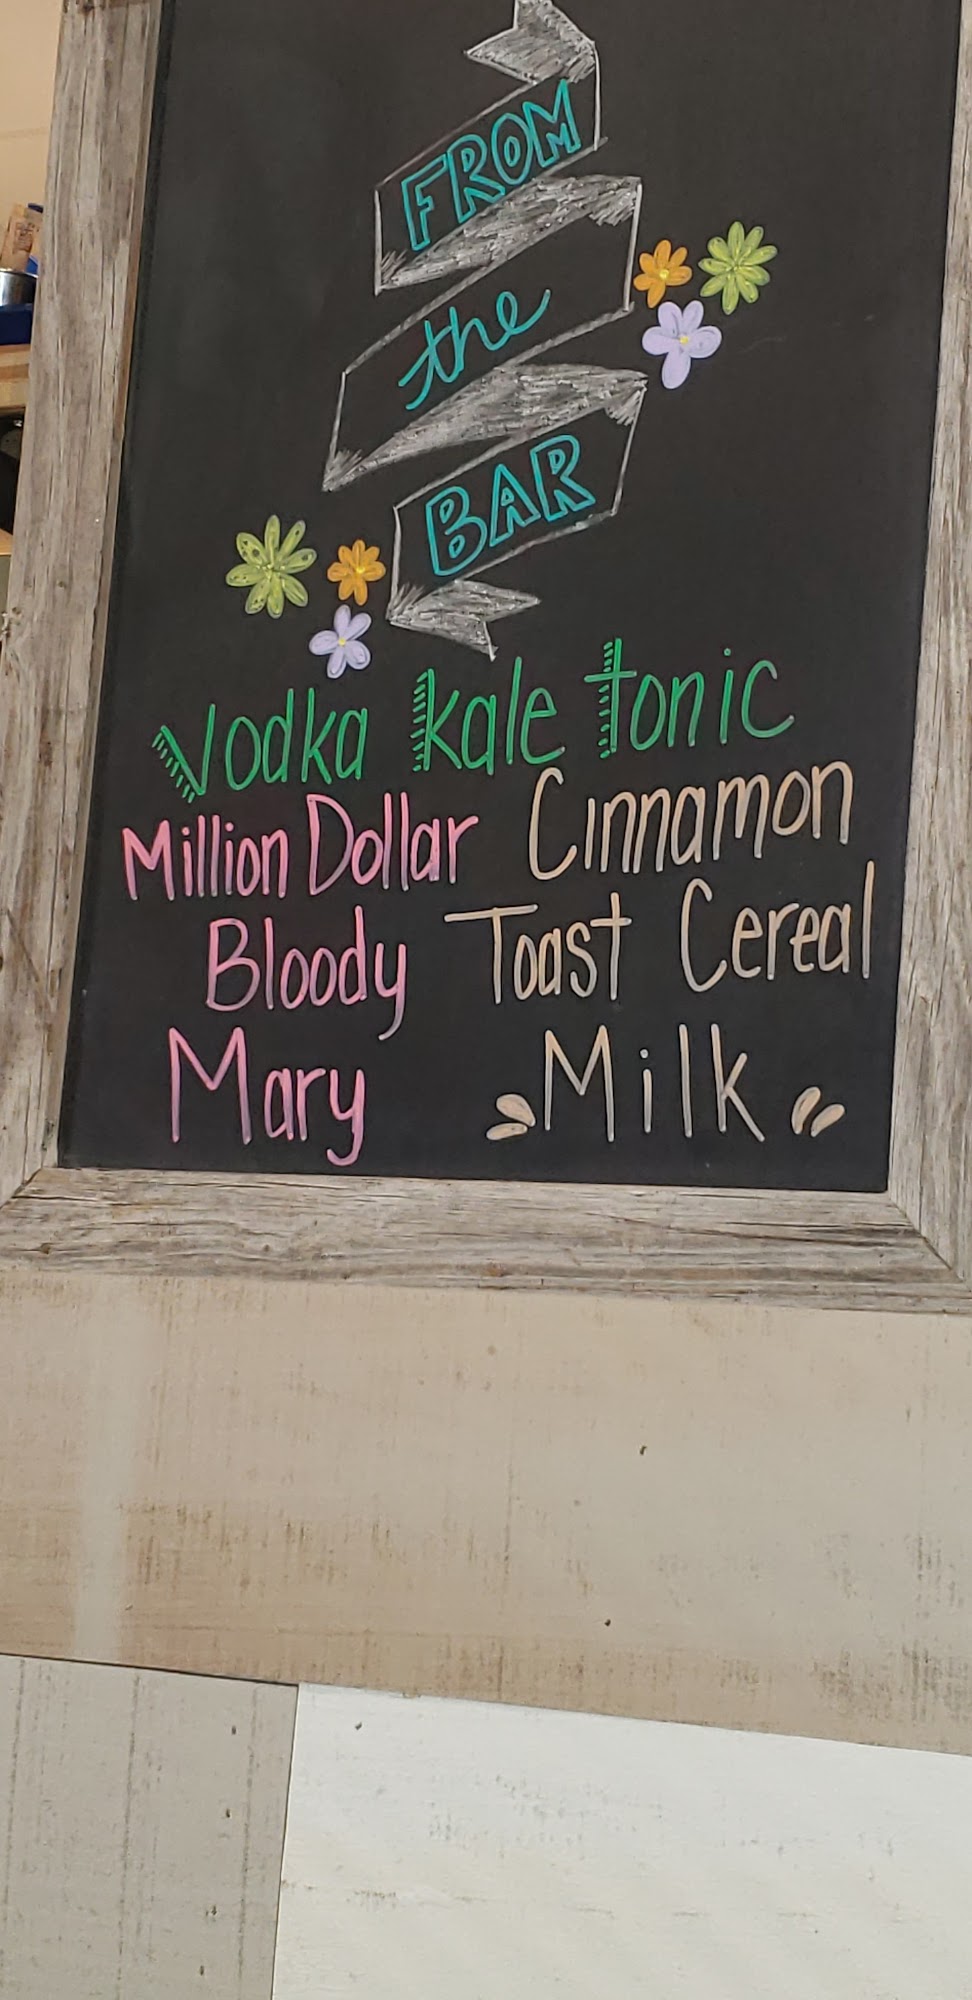 FROM
the
BAR
Vodka kale tonic
Million Dollar
Bloody
Mary
Cinnamon
Toast Cereal
Milk